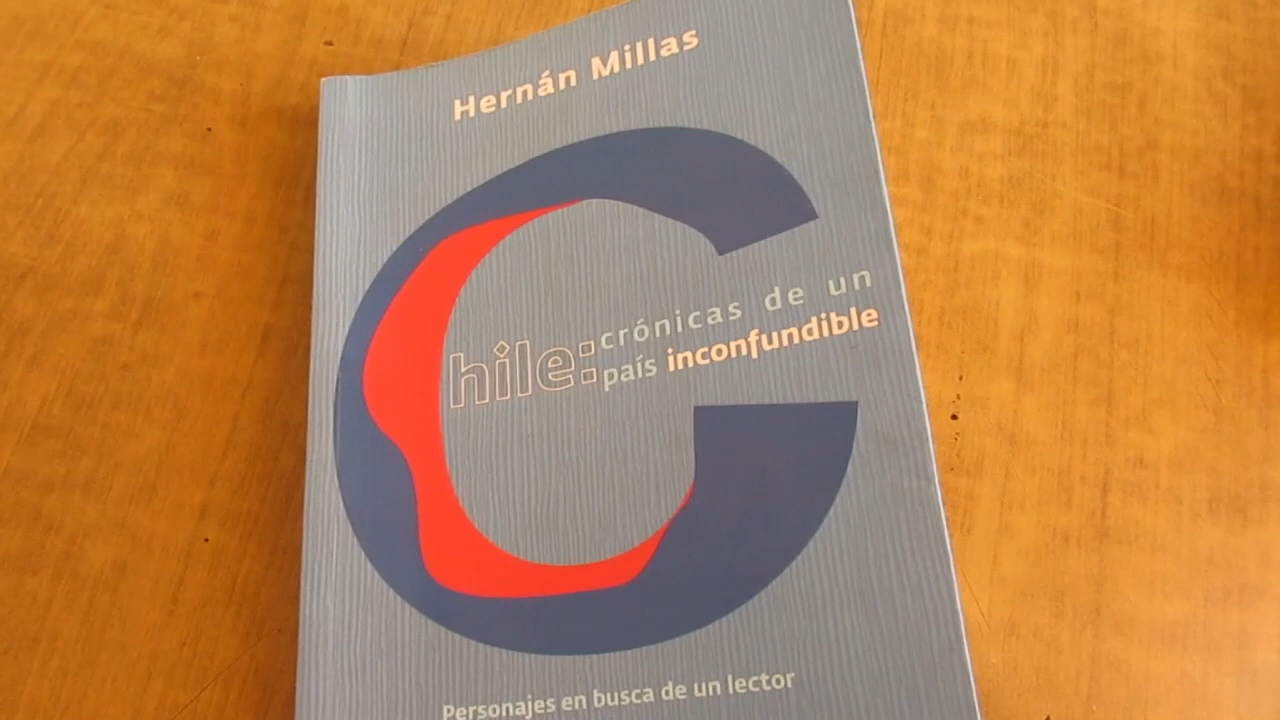 Hernán Millas
Chile: crónicas de un
país inconfundible
Personajes en busca de un lector